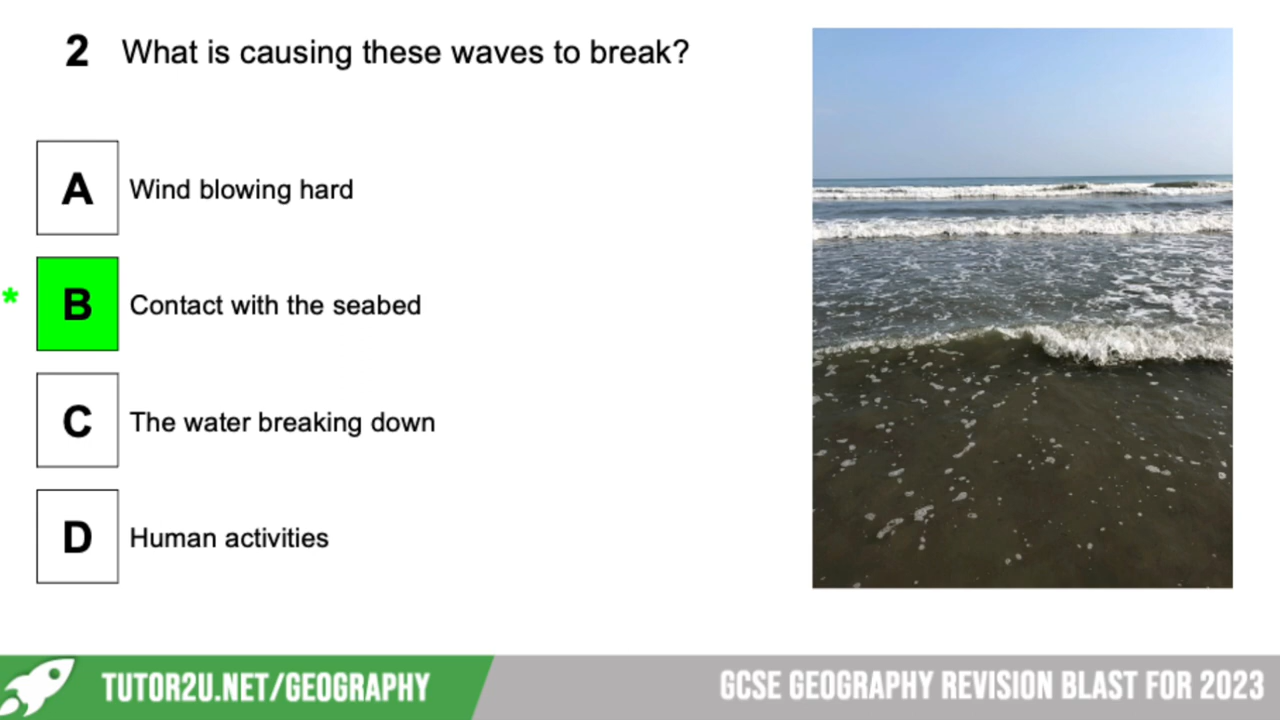 2 What is causing these waves to break?
A Wind blowing hard
* B Contact with the seabed
C The water breaking down
D Human activities
TUTOR2U.NET/GEOGRAPHY
GCSE GEOGRAPHY REVISION BLAST FOR 2023